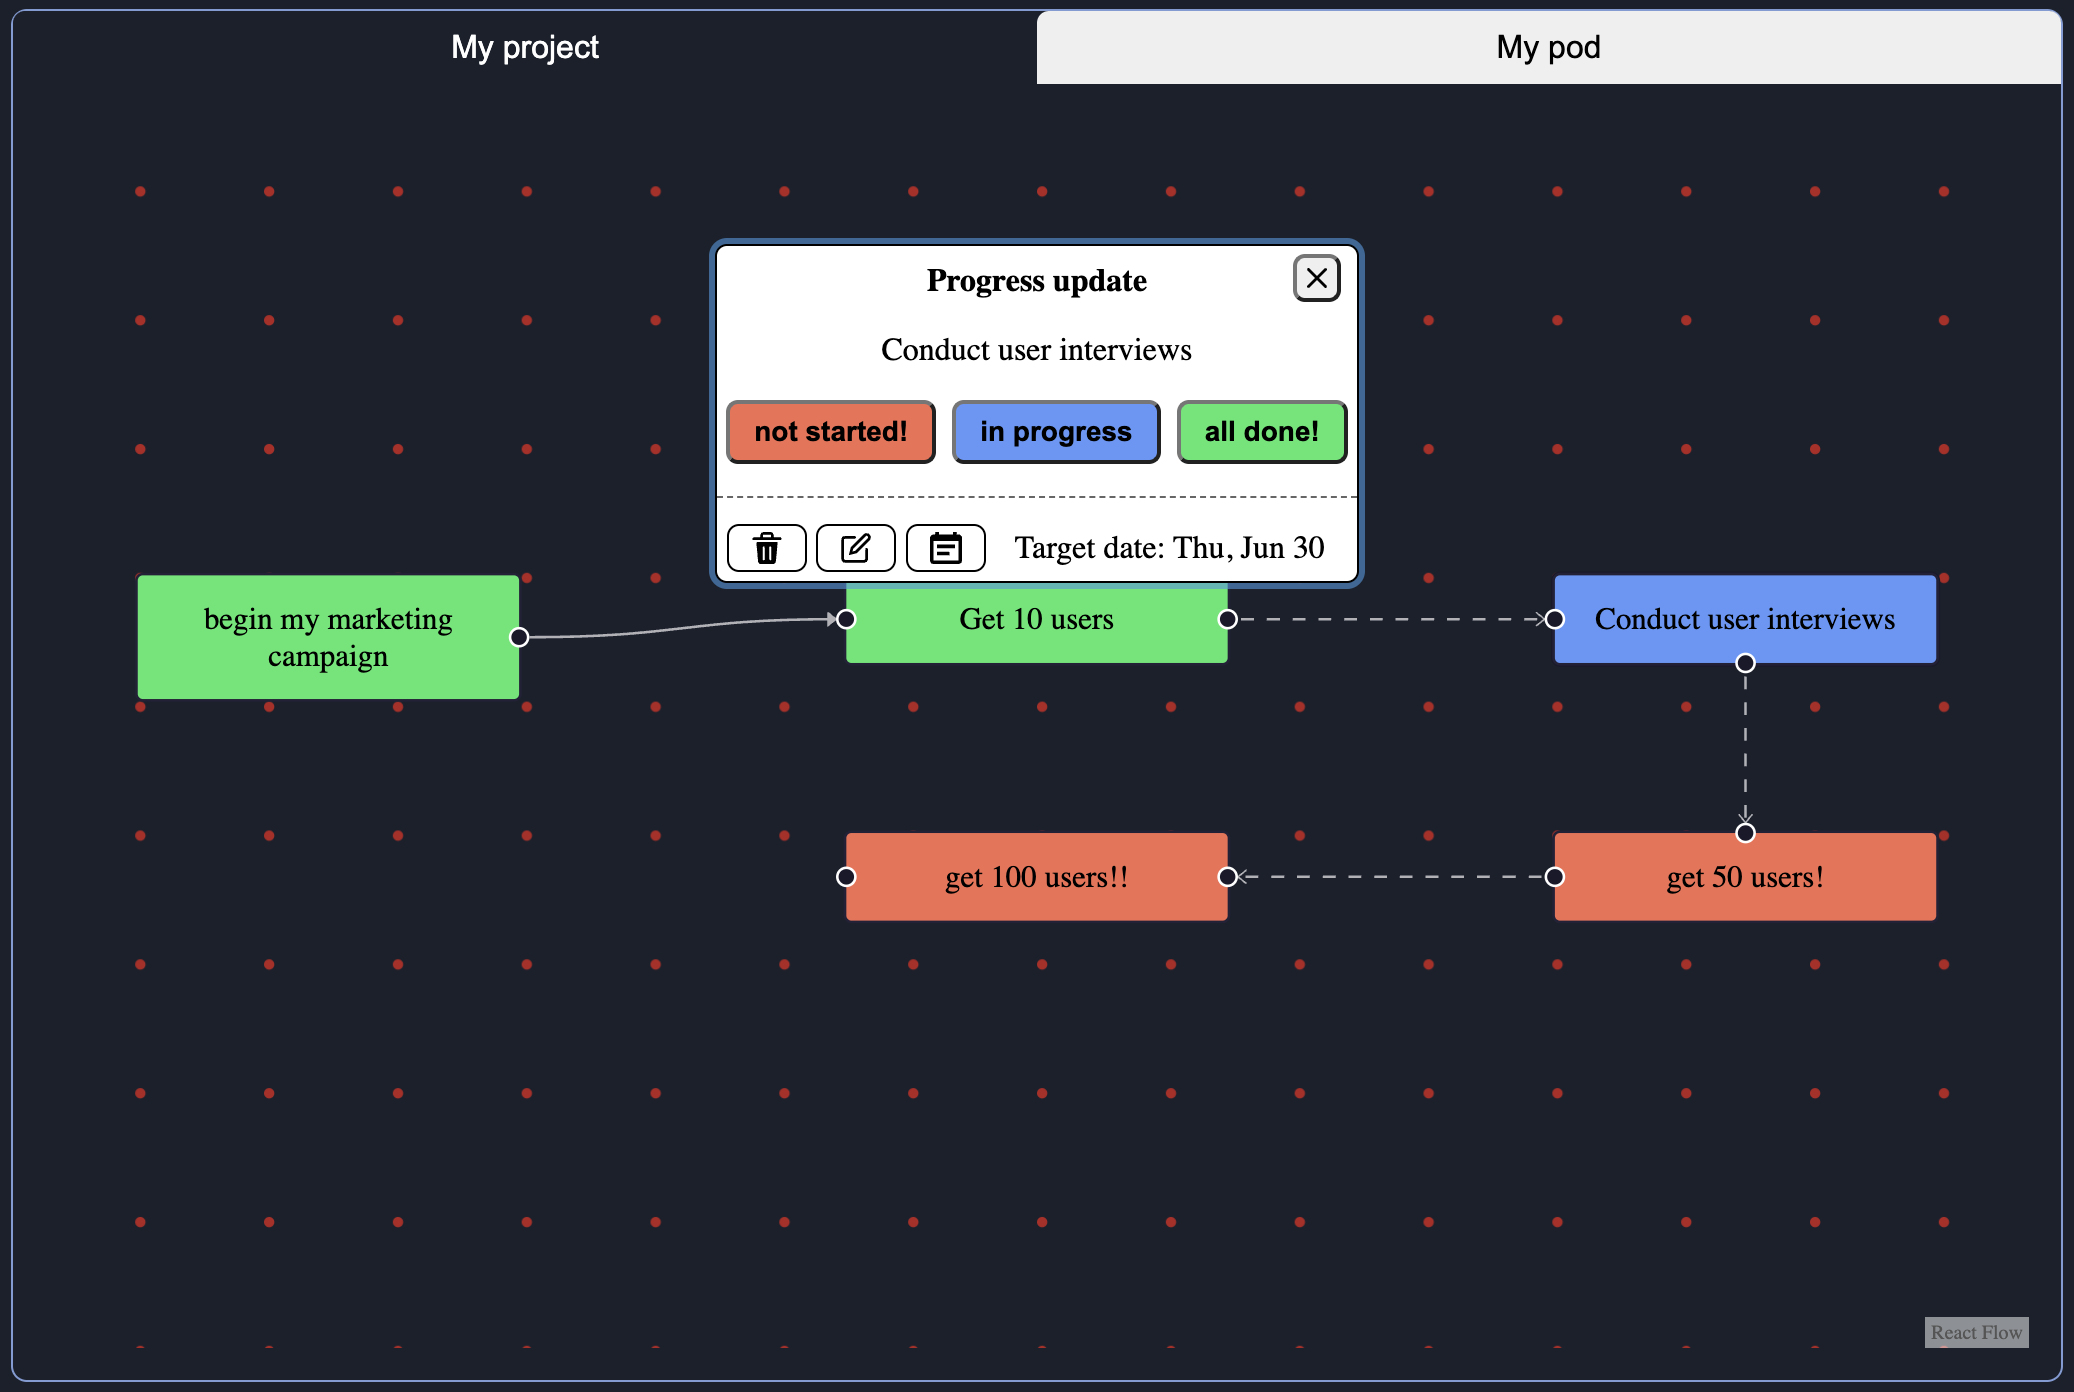 My project
My pod
Progress update
Conduct user interviews
not started!
in progress
all done!
Target date: Thu, Jun 30
begin my marketing
campaign
Get 10 users
Conduct user interviews
get 100 users!!
get 50 users!
React Flow